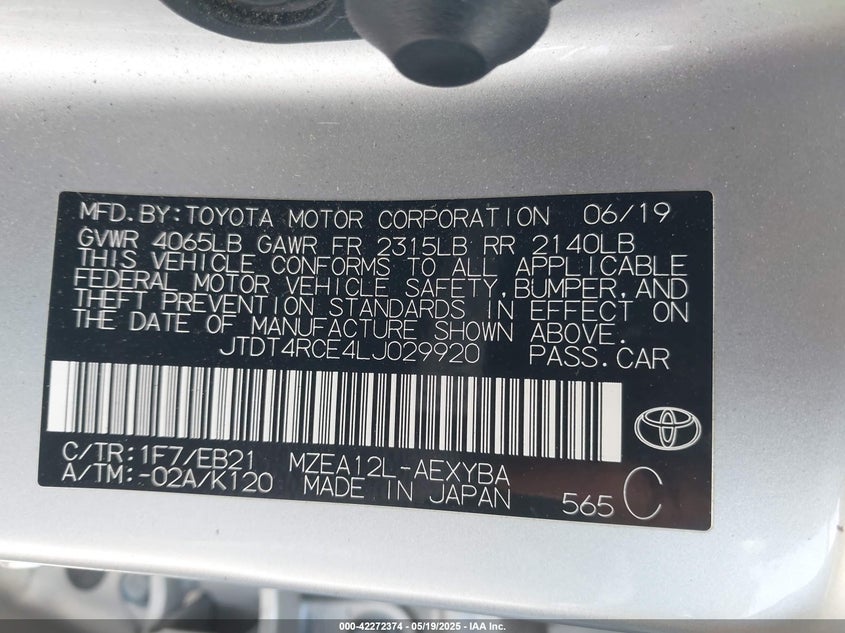 MFD.BY:TOYOTA MOTOR CORPORATION 06/19
GVWR 4065LB GAWR FR 2315LB RR 2140LB
THIS VEHICLE CONFORMS TO ALL APPLICABLE
FEDERAL MOTOR VEHICLE SAFETY,BUMPER,AND
THEFT PREVENTION STANDARDS IN EFFECT ON
THE DATE OF MANUFACTURE SHOWN ABOVE.
JTDT4RCE4LJ029920 PASS.CAR
C/TR:1F7/EB21 MZEA12L-AEXYBA
A/TM:-02A/K120 MADE IN JAPAN 565 C
000-42272374 - 05/19/2025 - IAA Inc.